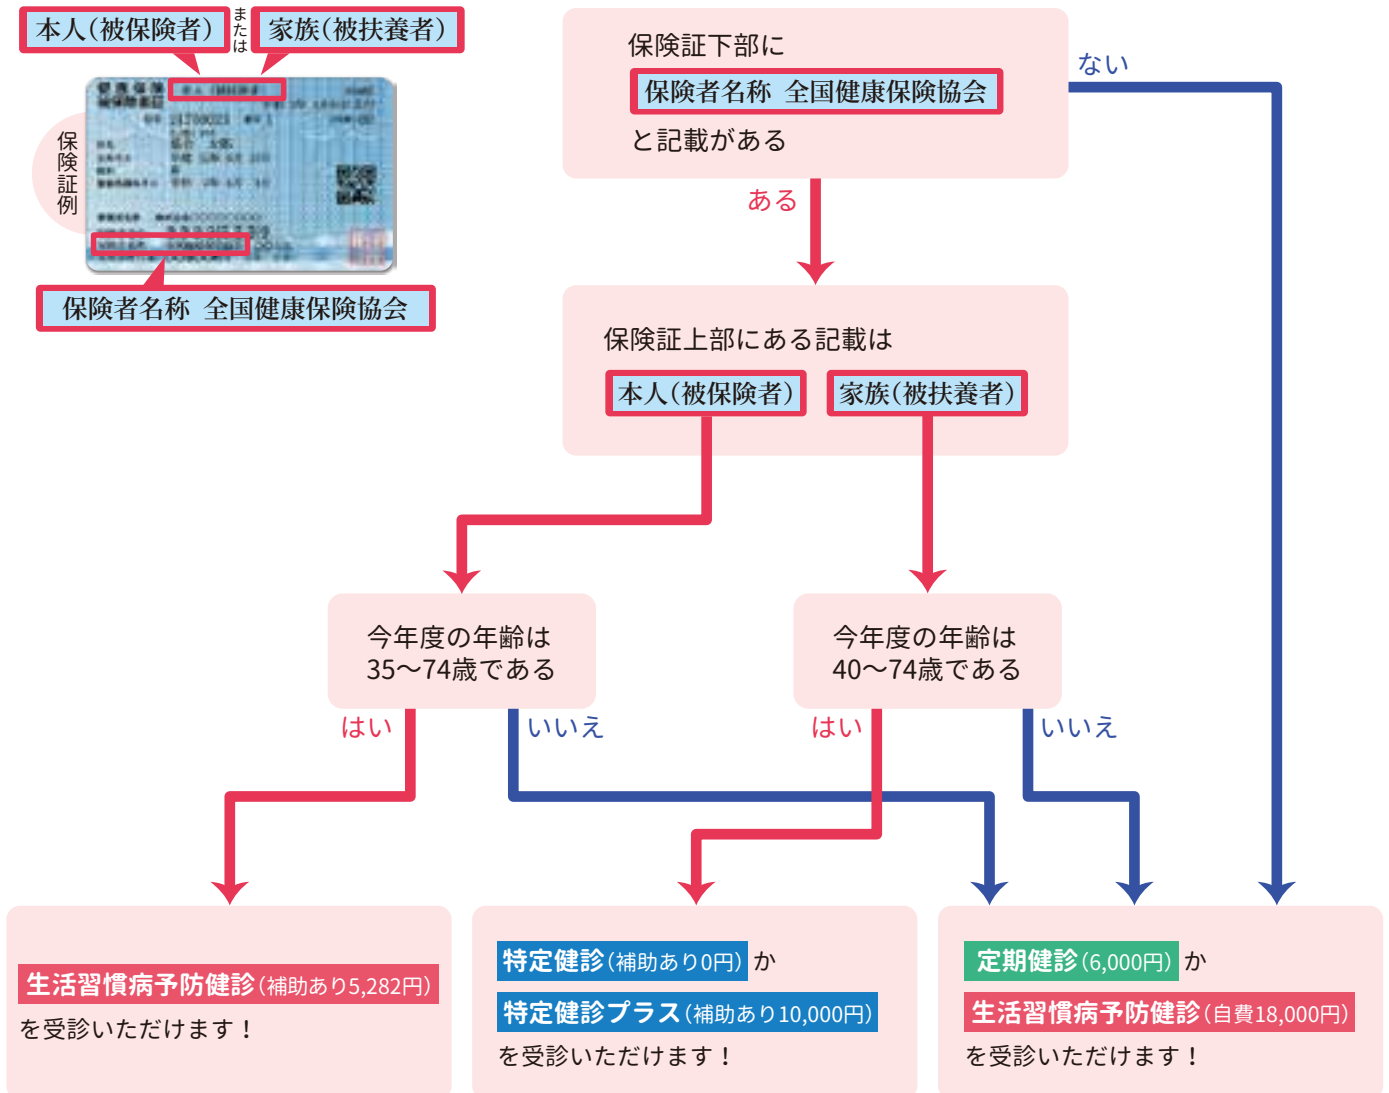 本人（被保険者）
または
家族（被扶養者）
健康保険
被保険者証
保険証例
保険者名称 全国健康保険協会
保険証下部に
保険者名称 全国健康保険協会
と記載がある
ない
ある
保険証上部にある記載は
本人（被保険者） 家族（被扶養者）
今年度の年齢は
35～74歳である
今年度の年齢は
40～74歳である
はい
いいえ
はい
いいえ
生活習慣病予防健診（補助あり5,282円）
を受診いただけます！
特定健診（補助あり0円）か
特定健診プラス（補助あり10,000円）
を受診いただけます！
定期健診（6,000円）か
生活習慣病予防健診（自費18,000円）
を受診いただけます！